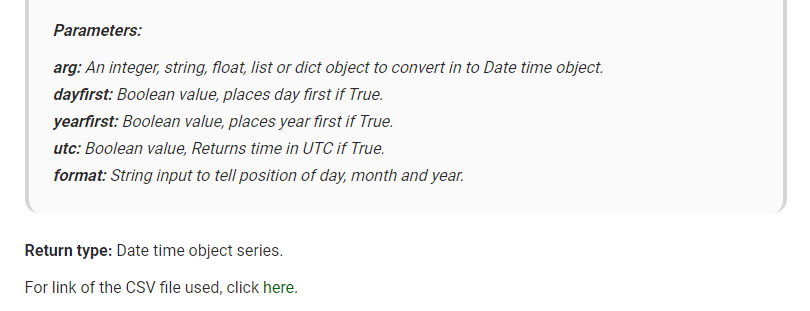 Parameters:
arg: An integer, string, float, list or dict object to convert in to Date time object.
dayfirst: Boolean value, places day first if True.
yearfirst: Boolean value, places year first if True.
utc: Boolean value, Returns time in UTC if True.
format: String input to tell position of day, month and year.
Return type: Date time object series.
For link of the CSV file used, click here.